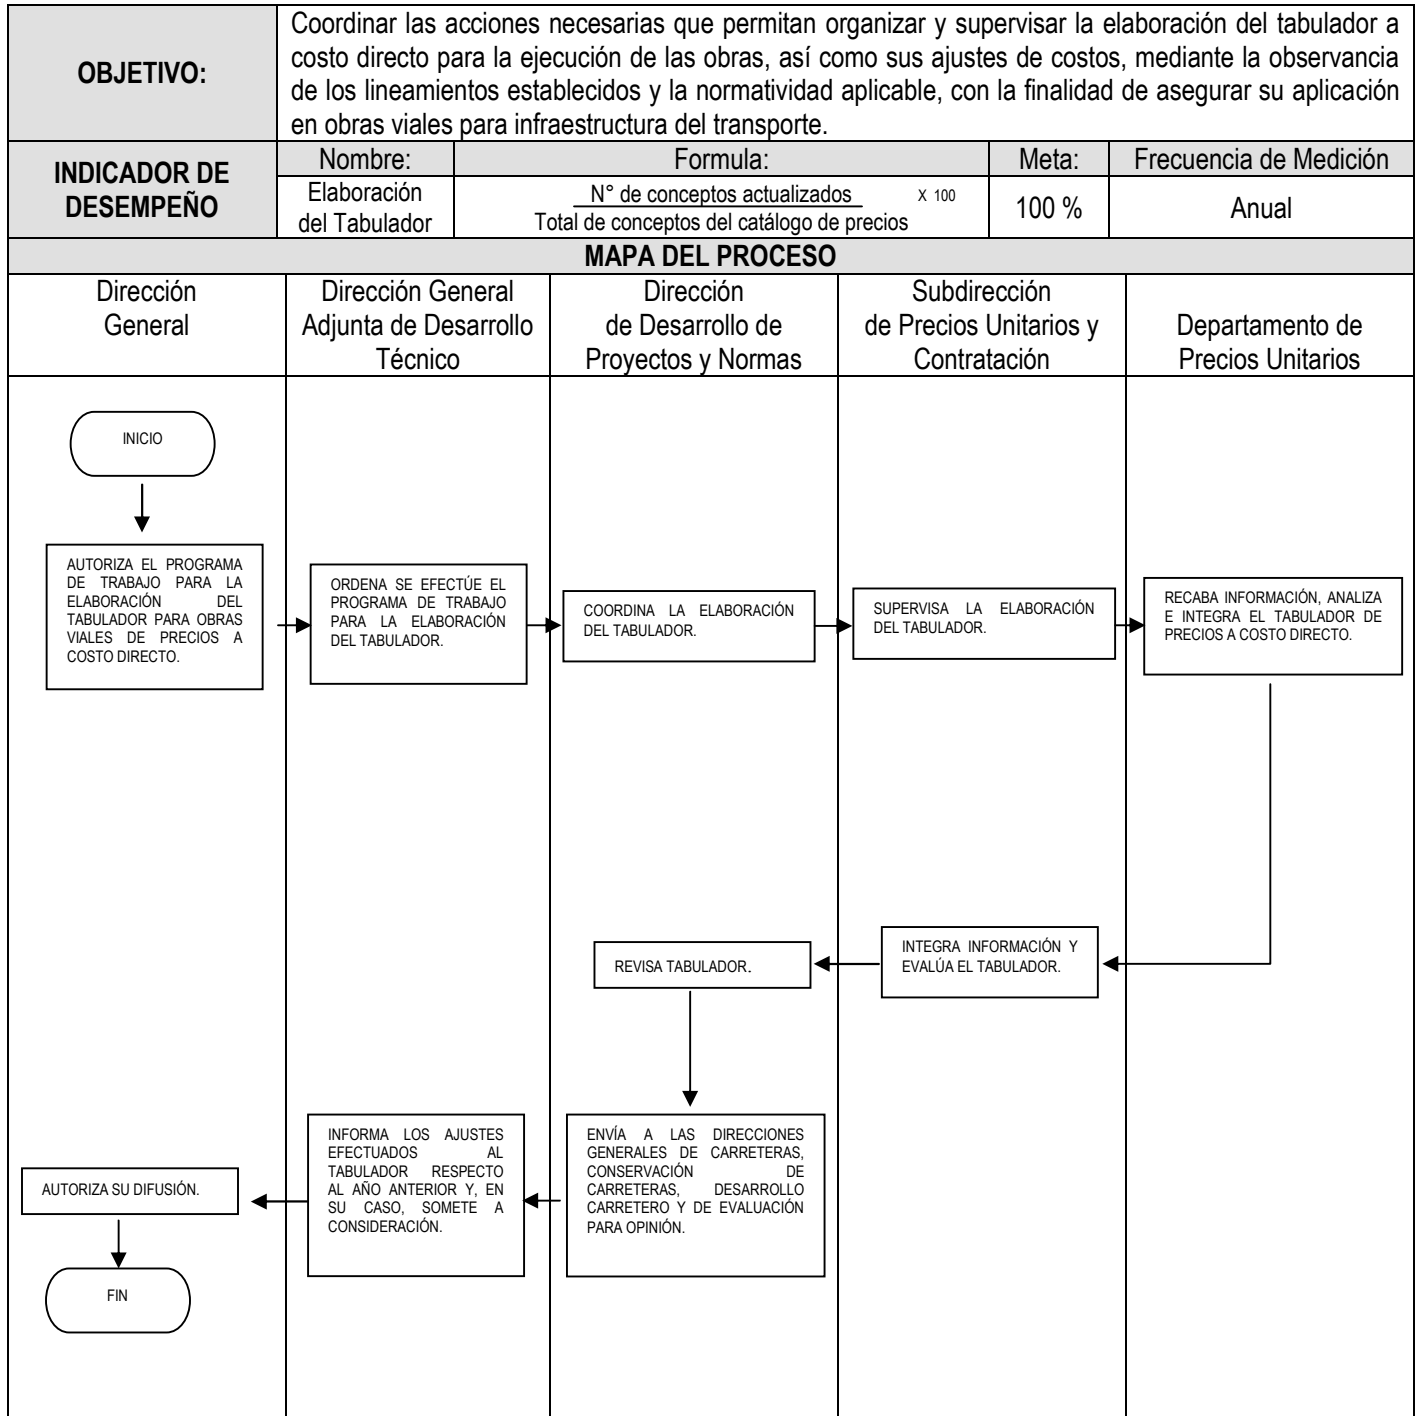 OBJETIVO:
Coordinar las acciones necesarias que permitan organizar y supervisar la elaboración del tabulador a
costo directo para la ejecución de las obras, así como sus ajustes de costos, mediante la observancia
de los lineamientos establecidos y la normatividad aplicable, con la finalidad de asegurar su aplicación
en obras viales para infraestructura del transporte.
INDICADOR DE
DESEMPEÑO
Nombre:
Formula:
Meta:
Frecuencia de Medición
Elaboración
del Tabulador
N° de conceptos actualizados X 100
Total de conceptos del catálogo de precios
100 %
Anual
MAPA DEL PROCESO
Dirección
General
Dirección General
Adjunta de Desarrollo
Técnico
Dirección
de Desarrollo de
Proyectos y Normas
Subdirección
de Precios Unitarios y
Contratación
Departamento de
Precios Unitarios
INICIO
AUTORIZA EL PROGRAMA
DE TRABAJO PARA LA
ELABORACIÓN DEL
TABULADOR PARA OBRAS
VIALES DE PRECIOS A
COSTO DIRECTO.
ORDENA SE EFECTÚE EL
PROGRAMA DE TRABAJO
PARA LA ELABORACIÓN
DEL TABULADOR.
COORDINA LA ELABORACIÓN
DEL TABULADOR.
SUPERVISA LA ELABORACIÓN
DEL TABULADOR.
RECABA INFORMACIÓN, ANALIZA
E INTEGRA EL TABULADOR DE
PRECIOS A COSTO DIRECTO.
INTEGRA INFORMACIÓN Y
EVALÚA EL TABULADOR.
REVISA TABULADOR.
ENVÍA A LAS DIRECCIONES
GENERALES DE CARRETERAS,
CONSERVACIÓN DE
CARRETERAS, DESARROLLO
CARRETERO Y DE EVALUACIÓN
PARA OPINIÓN.
INFORMA LOS AJUSTES
EFECTUADOS AL
TABULADOR RESPECTO
AL AÑO ANTERIOR Y, EN
SU CASO, SOMETE A
CONSIDERACIÓN.
AUTORIZA SU DIFUSIÓN.
FIN